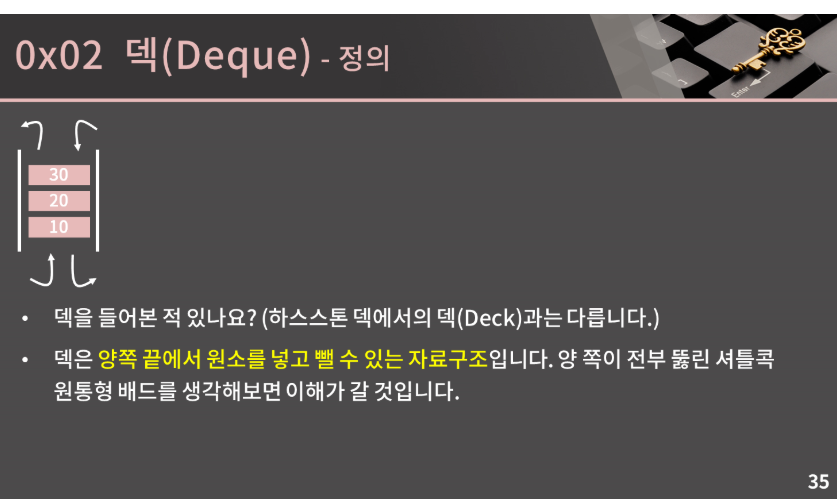 0x02 덱(Deque) - 정의
Enter
30
20
10
• 덱을 들어본 적 있나요? (하스스톤 덱에서의 덱(Deck)과는 다릅니다.)
• 덱은 양쪽 끝에서 원소를 넣고 뺄 수 있는 자료구조입니다. 양 쪽이 전부 뚫린 셔틀콕
원통형 배드를 생각해보면 이해가 갈 것입니다.
35